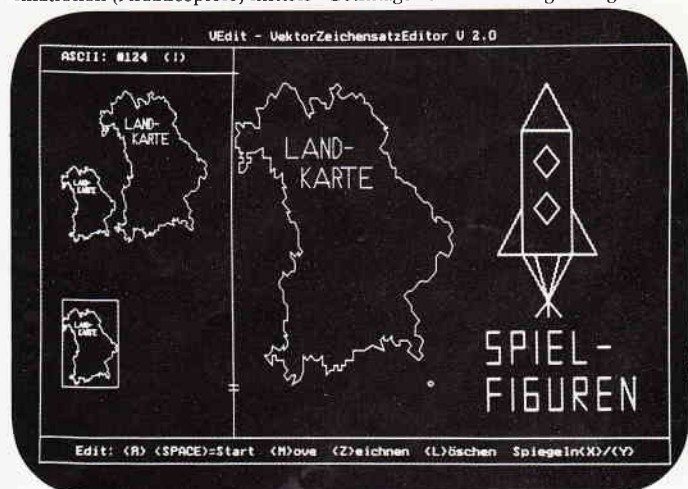 VEdit - VektorZeichensatzEditor V 2.0
ASCII: #124 (|)
LAND-
KARTE
LAND-
KARTE
LAND-
KARTE
LAND-
KARTE
SPIEL-
FIGUREN
Edit: <A> <SPACE>=Start <M>ove <Z>eichnen <L>öschen Spiegeln<X>/<Y>